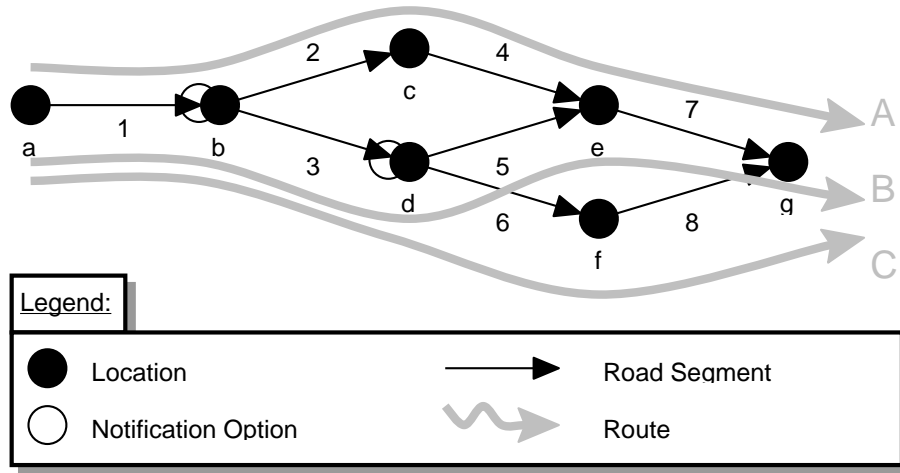 2
4
c
A
7
1
a
b
e
3
5
B
d
g
6
8
f
C
Legend:
Location
Road Segment
Notification Option
Route